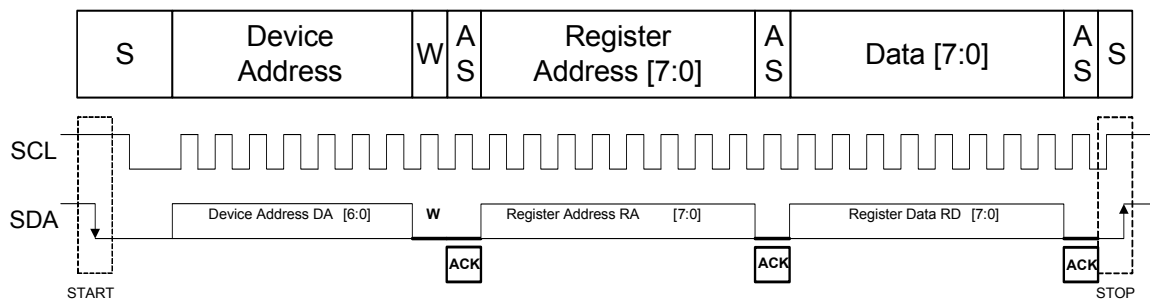 S
Device
Address
W
A
S
Register
Address [7:0]
A
S
Data [7:0]
A
S
S
SCL
SDA
Device Address DA [6:0]
W
Register Address RA [7:0]
Register Data RD [7:0]
ACK
ACK
ACK
START
STOP